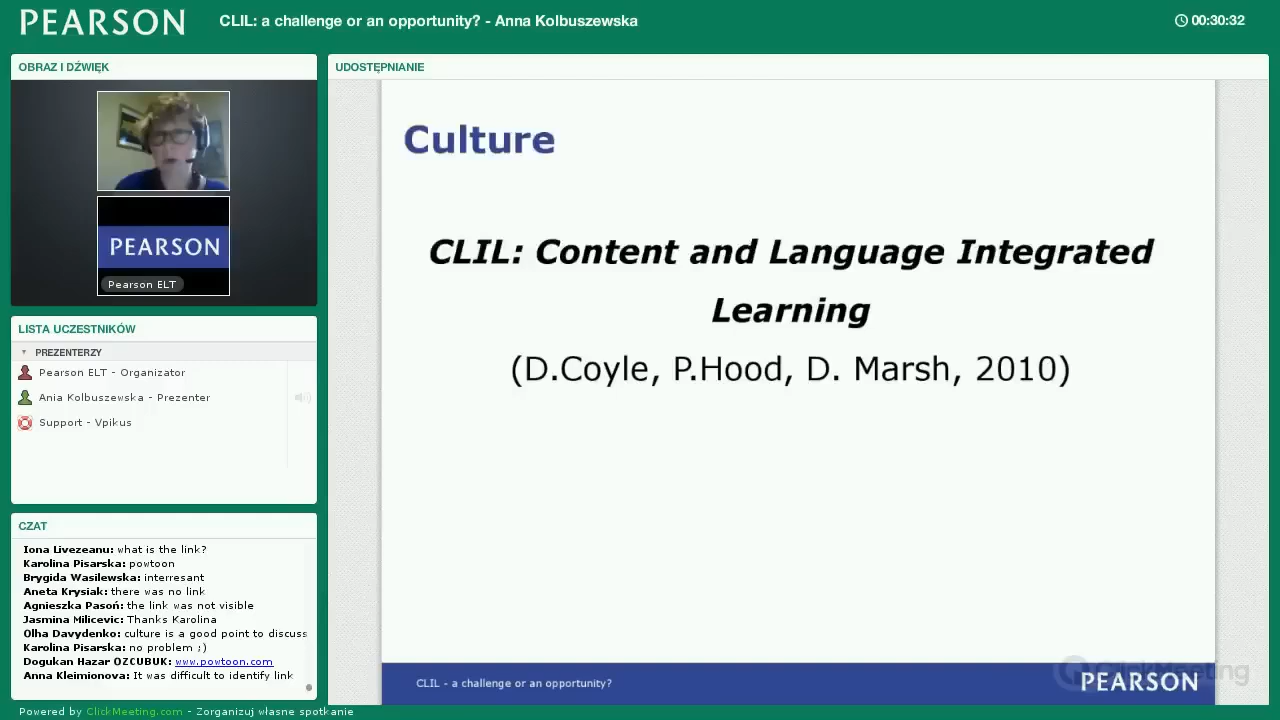 PEARSON
CLIL: a challenge or an opportunity? - Anna Kolbuszewska
00:30:32
OBRAZ I DŹWIĘK
PEARSON
Pearson ELT
LISTA UCZESTNIKÓW
PREZENTERZY
Pearson ELT - Organizator
Ania Kolbuszewska - Prezenter
Support - Vpikus
CZAT
Iona Livezeanu: what is the link?
Karolina Pisarska: powtoon
Brygida Wasilewska: interresant
Aneta Krysiak: there was no link
Agnieszka Pasoń: the link was not visible
Jasmina Milicevic: Thanks Karolina
Olha Davydenko: culture is a good point to discuss
Karolina Pisarska: no problem ;)
Dogukan Hazar OZCUBUK: www.powtoon.com
Anna Kleimionova: It was difficult to identify link
UDOSTĘPNIANIE
Culture
CLIL: Content and Language Integrated
Learning
(D.Coyle, P.Hood, D. Marsh, 2010)
CLIL - a challenge or an opportunity?
PEARSON
ClickMeeting
Powered by ClickMeeting.com - Zorganizuj własne spotkanie